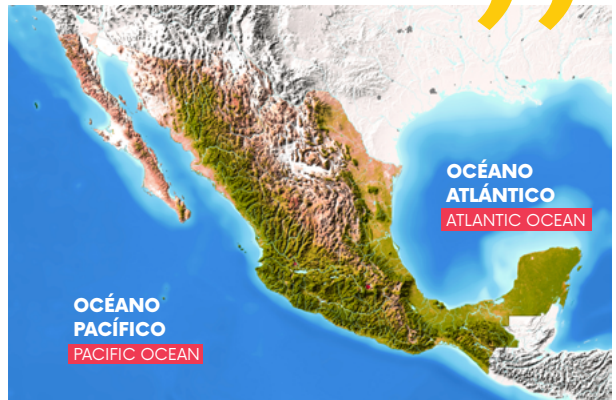 ”
OCÉANO
ATLÁNTICO
ATLANTIC OCEAN
OCÉANO
PACÍFICO
PACIFIC OCEAN